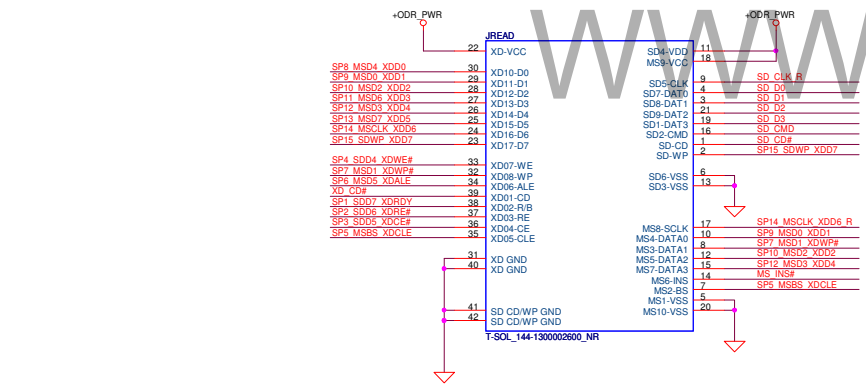 +ODR_PWR
+ODR_PWR
WWW
JREAD
22 XD-VCC
SD4-VDD 11
MS9-VCC 18
SP8_MSD4_XDD0 30 XD10-D0
SP9_MSD0_XDD1 29 XD11-D1
SP10_MSD2_XDD2 28 XD12-D2
SP11_MSD6_XDD3 27 XD13-D3
SP12_MSD3_XDD4 26 XD14-D4
SP13_MSD7_XDD5 25 XD15-D5
SP14_MSCLK_XDD6 24 XD16-D6
SP15_SDWP_XDD7 23 XD17-D7
SD5-CLK 9 SD_CLK_R
SD7-DAT0 4 SD_D0
SD8-DAT1 3 SD_D1
SD9-DAT2 21 SD_D2
SD1-DAT3 19 SD_D3
SD2-CMD 16 SD_CMD
SD-CD 1 SD_CD#
SD-WP 2 SP15_SDWP_XDD7
SP4_SDD4_XDWE# 33 XD07-WE
SP7_MSD1_XDWP# 32 XD08-WP
SP6_MSD5_XDALE 34 XD06-ALE
XD_CD# 39 XD01-CD
SP1_SDD7_XDRDY 38 XD02-R/B
SP2_SDD6_XDRE# 37 XD03-RE
SP3_SDD5_XDCE# 36 XD04-CE
SP5_MSBS_XDCLE 35 XD05-CLE
SD6-VSS 6
SD3-VSS 13
MS8-SCLK 17 SP14_MSCLK_XDD6_R
MS4-DATA0 10 SP9_MSD0_XDD1
MS3-DATA1 8 SP7_MSD1_XDWP#
MS5-DATA2 12 SP10_MSD2_XDD2
MS7-DATA3 15 SP12_MSD3_XDD4
MS6-INS 14 MS_INS#
MS2-BS 7 SP5_MSBS_XDCLE
MS1-VSS 5
MS10-VSS 20
31 XD GND
40 XD GND
41 SD CD/WP GND
42 SD CD/WP GND
T-SOL_144-1300002600_NR